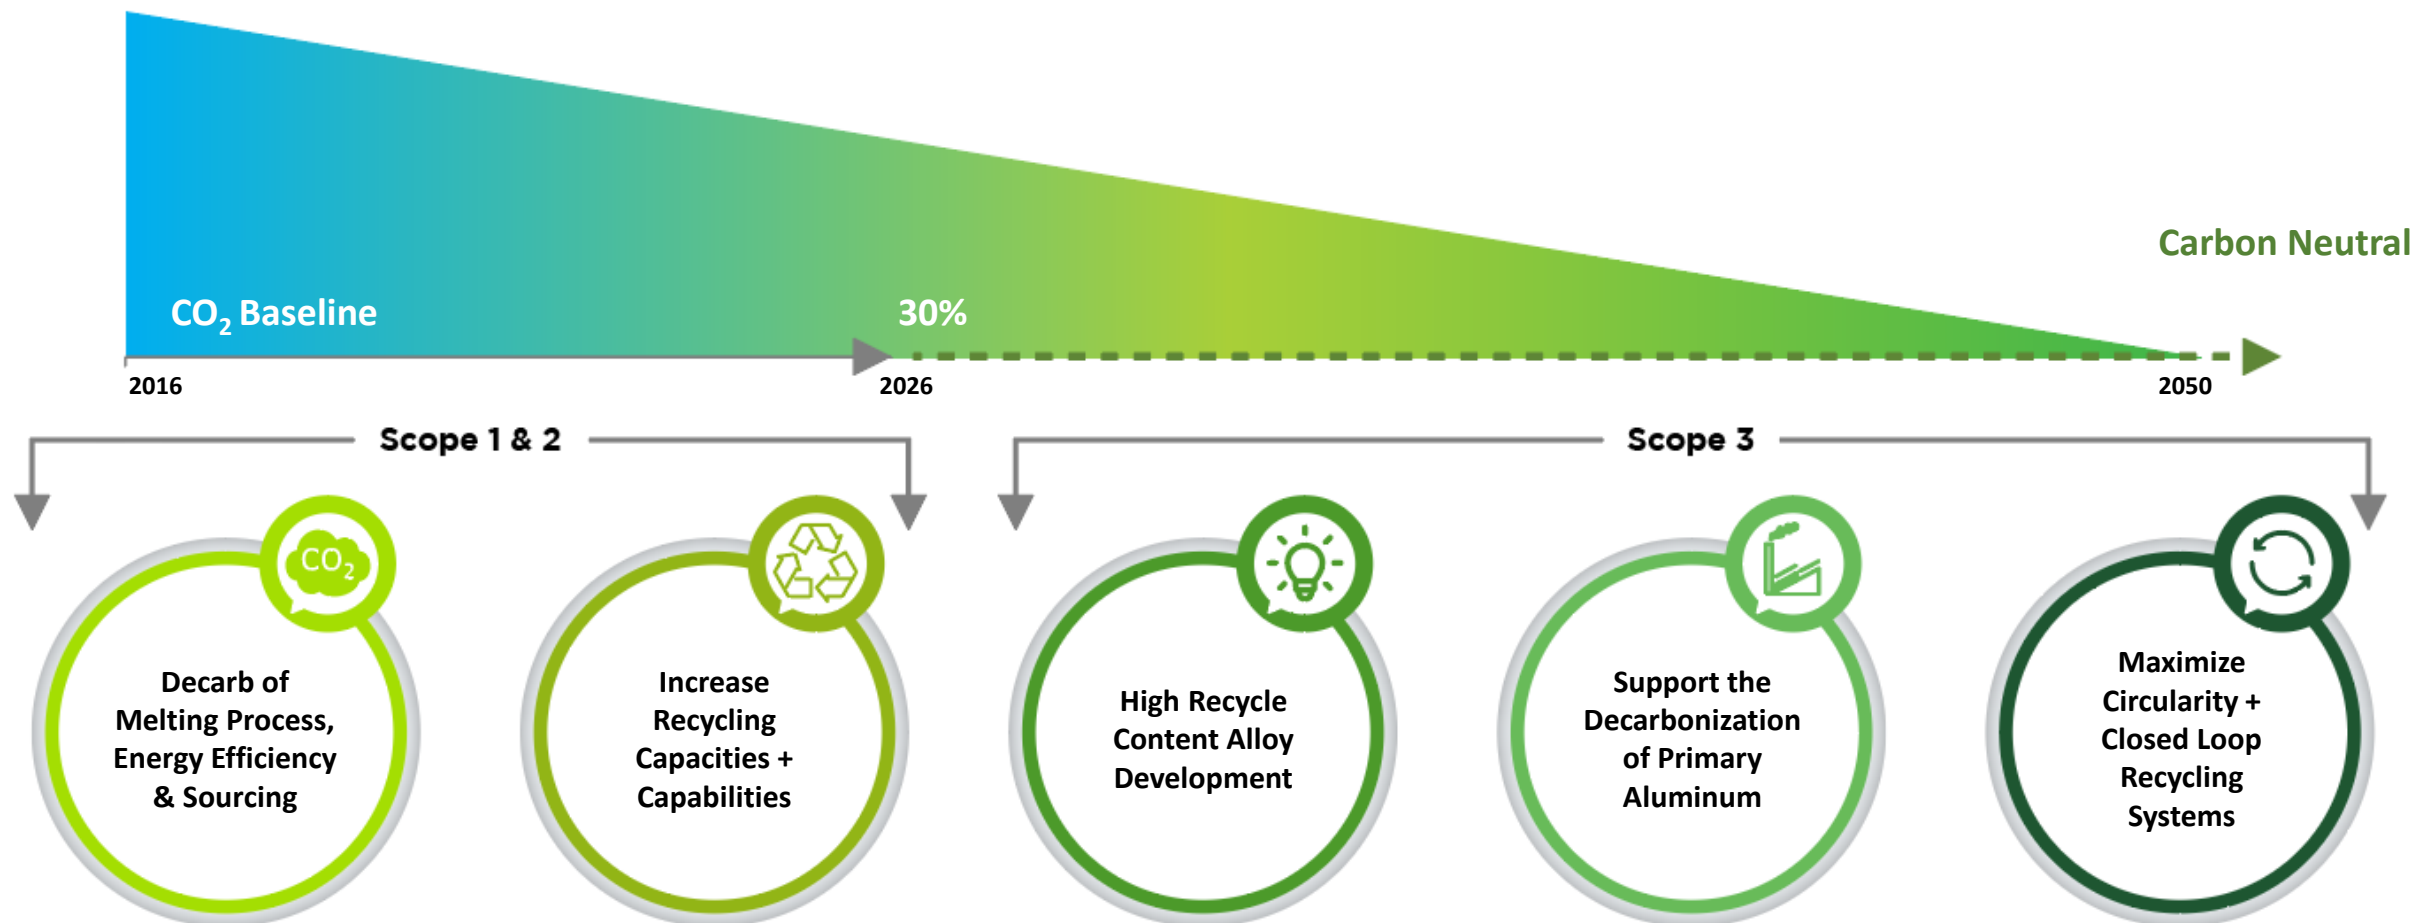 Carbon Neutral
CO₂ Baseline
30%
2016
2026
2050
Scope 1 & 2
Scope 3
CO₂
Decarb of
Melting Process,
Energy Efficiency
& Sourcing
Increase
Recycling
Capacities +
Capabilities
High Recycle
Content Alloy
Development
Support the
Decarbonization
of Primary
Aluminum
Maximize
Circularity +
Closed Loop
Recycling
Systems